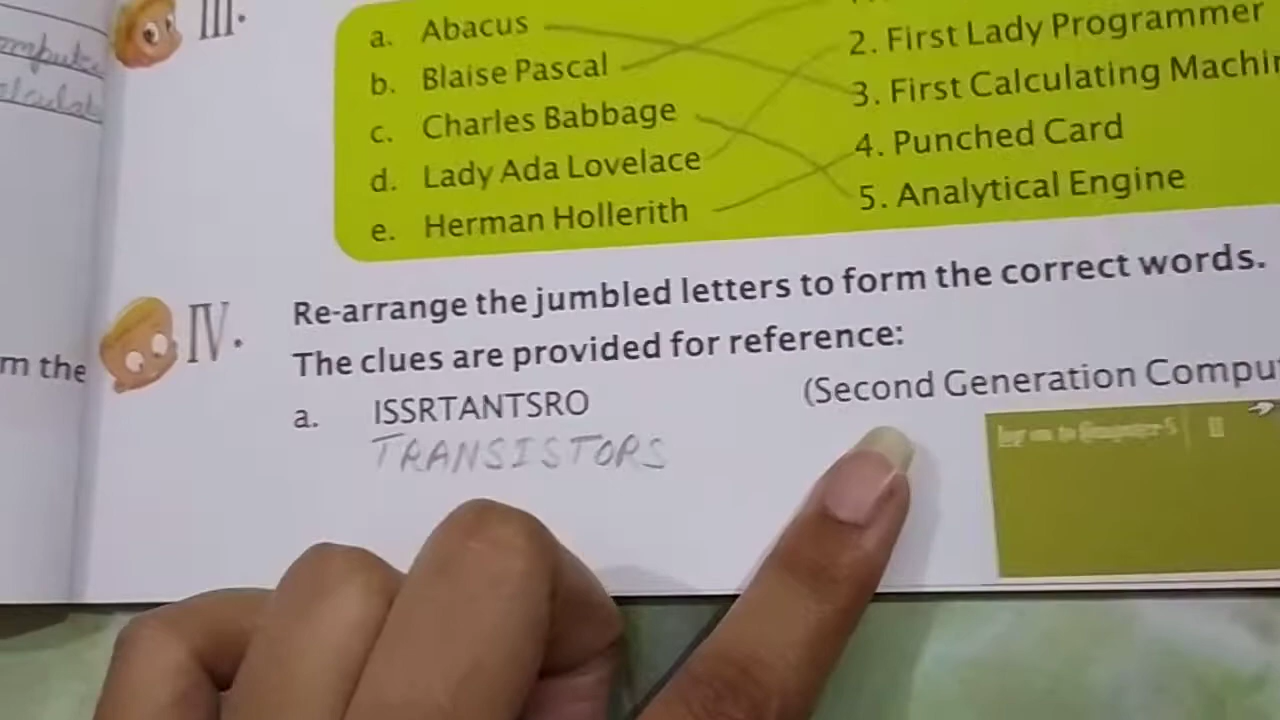 III.
a. Abacus
b. Blaise Pascal
c. Charles Babbage
d. Lady Ada Lovelace
e. Herman Hollerith
2. First Lady Programmer
3. First Calculating Machin
4. Punched Card
5. Analytical Engine
m the
IV. Re-arrange the jumbled letters to form the correct words.
The clues are provided for reference:
a. ISSRTANTSRO (Second Generation Compu
TRANSISTORS